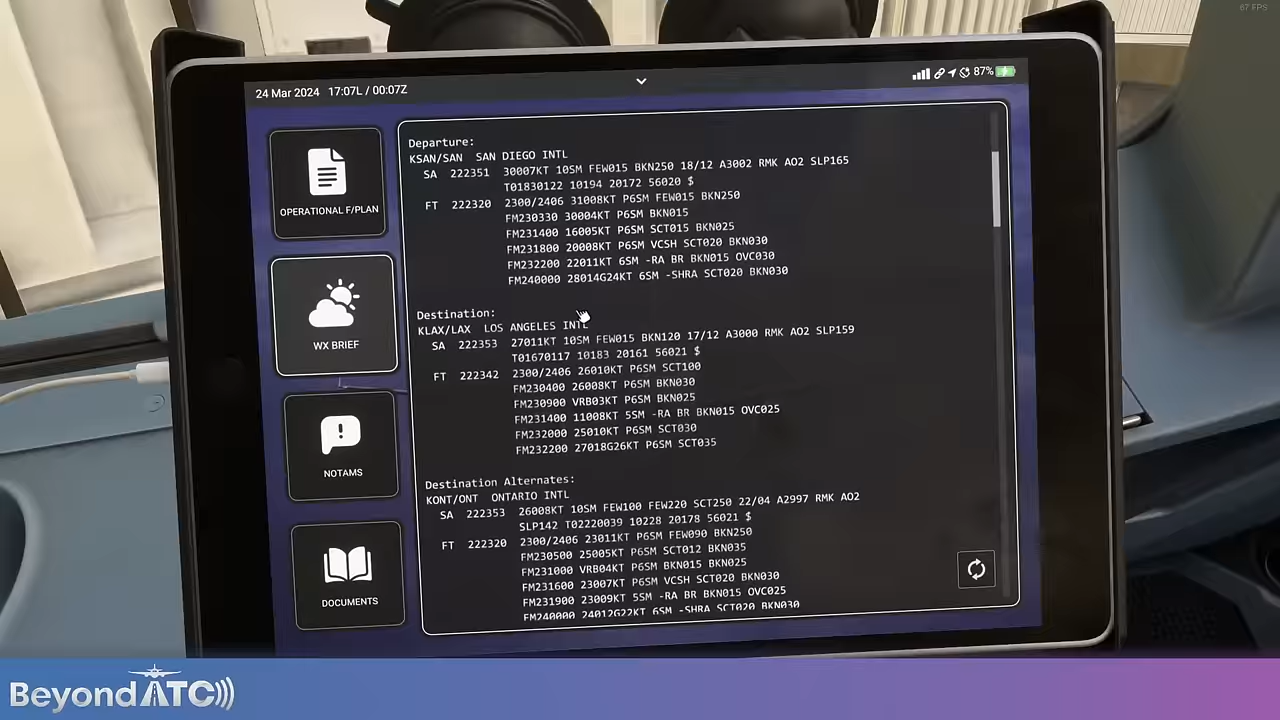 67 FPS
24 Mar 2024 17:07L / 00:07Z
87%
OPERATIONAL F/PLAN
WX BRIEF
NOTAMS
DOCUMENTS
Departure:
KSAN/SAN SAN DIEGO INTL
SA 222351 30007KT 10SM FEW015 BKN250 18/12 A3002 RMK AO2 SLP165
T01830122 10194 20172 56020 $
FT 222320 2300/2406 31008KT P6SM FEW015 BKN250
FM230330 30004KT P6SM BKN015
FM231400 16005KT P6SM SCT015 BKN025
FM231800 20008KT P6SM VCSH SCT020 BKN030
FM232200 22011KT 6SM -RA BR BKN015 OVC030
FM240000 28014G24KT 6SM -SHRA SCT020 BKN030
Destination:
KLAX/LAX LOS ANGELES INTL
SA 222353 27011KT 10SM FEW015 BKN120 17/12 A3000 RMK AO2 SLP159
T01670117 10183 20161 56021 $
FT 222342 2300/2406 26010KT P6SM SCT100
FM230400 26008KT P6SM BKN030
FM230900 VRB03KT P6SM BKN025
FM231400 11008KT 5SM -RA BR BKN015 OVC025
FM232000 25010KT P6SM SCT030
FM232200 27018G26KT P6SM SCT035
Destination Alternates:
KONT/ONT ONTARIO INTL
SA 222353 26008KT 10SM FEW100 FEW220 SCT250 22/04 A2997 RMK AO2
SLP142 T02220039 10228 20178 56021 $
FT 222320 2300/2406 23011KT P6SM FEW090 BKN250
FM230500 25005KT P6SM SCT012 BKN035
FM231000 VRB04KT P6SM BKN015 BKN025
FM231600 23007KT P6SM VCSH SCT020 BKN030
FM231900 23009KT 5SM -RA BR BKN015 OVC025
FM240000 24012G22KT 6SM -SHRA SCT020 BKN030
BeyondATC